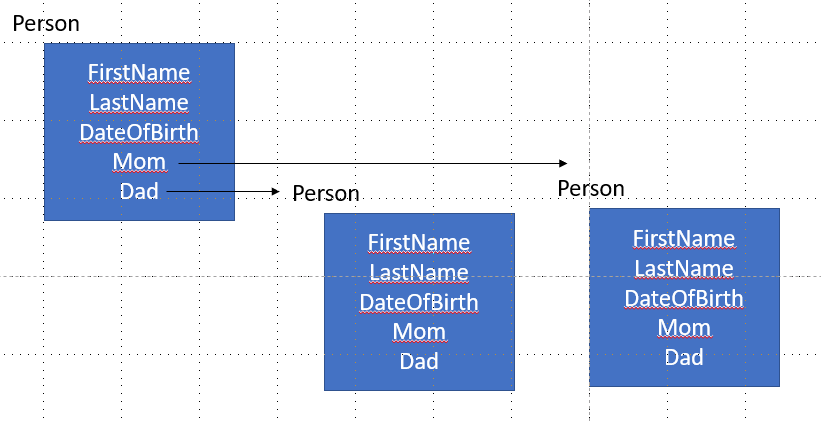 Person
FirstName
LastName
DateOfBirth
Mom
Dad
Person
FirstName
LastName
DateOfBirth
Mom
Dad
Person
FirstName
LastName
DateOfBirth
Mom
Dad